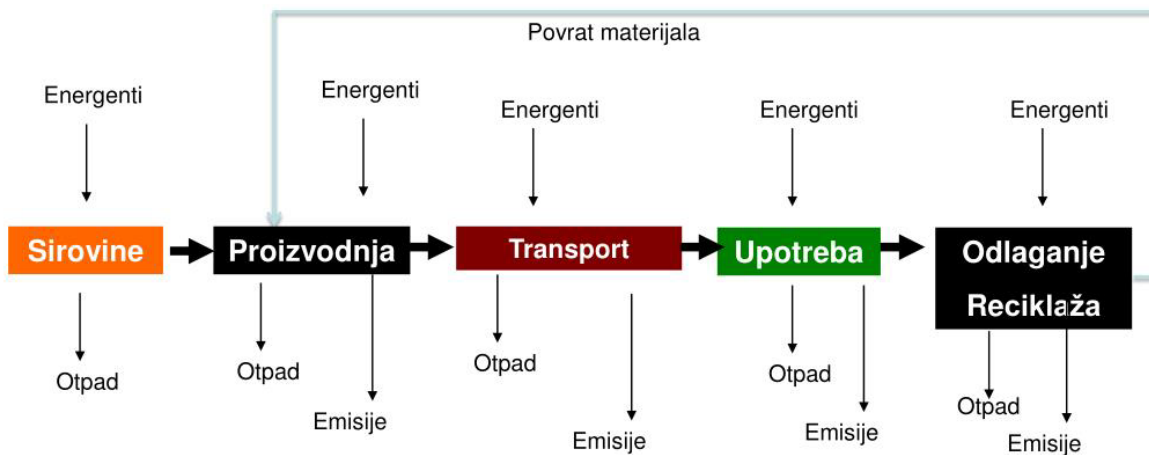 Povrat materijala
Energenti
Energenti
Energenti
Energenti
Energenti
Sirovine
Proizvodnja
Transport
Upotreba
Odlaganje
Reciklaža
Otpad
Otpad
Emisije
Otpad
Emisije
Otpad
Emisije
Otpad
Emisije